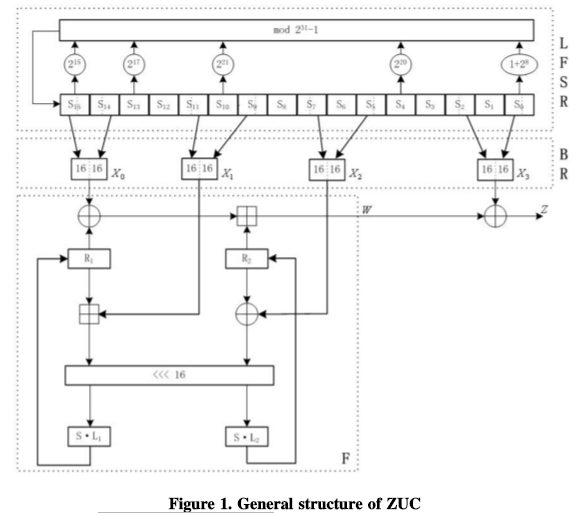 mod 2³¹-1
2¹⁵ 2¹⁷ 2²¹ 2²⁰ 1+2⁸
S₁₅ S₁₄ S₁₃ S₁₂ S₁₁ S₁₀ S₉ S₈ S₇ S₆ S₅ S₄ S₃ S₂ S₁ S₀
L
F
S
R
16 16 X₀ 16 16 X₁ 16 16 X₂ 16 16 X₃
B
R
W
Z
R₁ R₂
<<< 16
S • L₁ S • L₂
F
Figure 1. General structure of ZUC